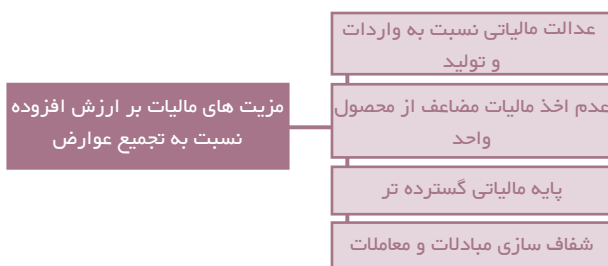 عدالت مالیاتی نسبت به واردات
و تولید
مزیت های مالیات بر ارزش افزوده
نسبت به تجمیع عوارض
عدم اخذ مالیات مضاعف از محصول
واحد
پایه مالیاتی گسترده تر
شفاف سازی مبادلات و معاملات